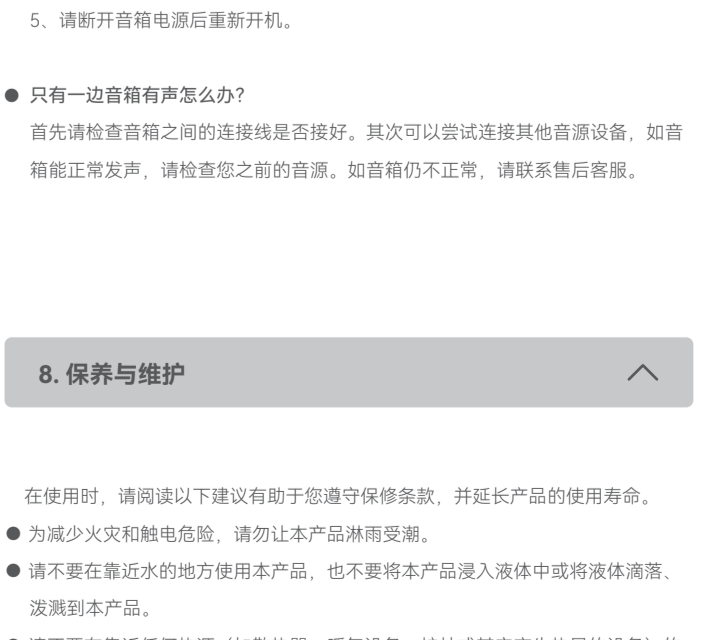 5、请断开音箱电源后重新开机。
● 只有一边音箱有声怎么办?
首先请检查音箱之间的连接线是否接好。其次可以尝试连接其他音源设备，如音
箱能正常发声，请检查您之前的音源。如音箱仍不正常，请联系售后客服。
8. 保养与维护
在使用时，请阅读以下建议有助于您遵守保修条款，并延长产品的使用寿命。
● 为减少火灾和触电危险，请勿让本产品淋雨受潮。
● 请不要在靠近水的地方使用本产品，也不要将本产品浸入液体中或将液体滴落、
泼溅到本产品。